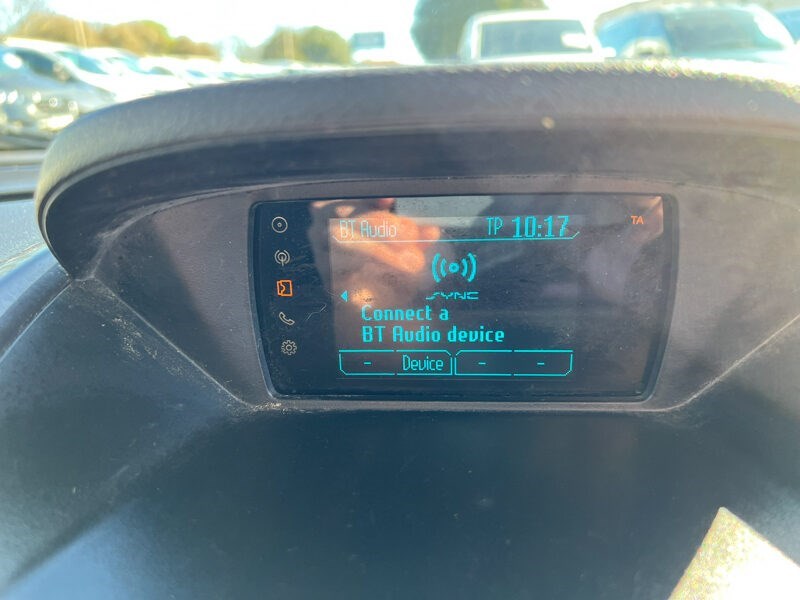 BT Audio TP 10:17 TA
SYNC
Connect a
BT Audio device
- Device - -